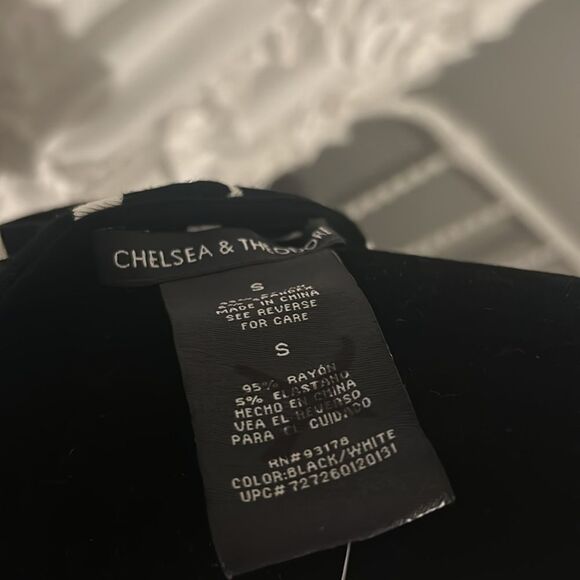 CHELSEA & THEODORE
S
MADE IN CHINA
SEE REVERSE
FOR CARE
S
95% RAYÓN
5% ELASTANO
HECHO EN CHINA
VEA EL REVERSO
PARA EL CUIDADO
RN# 93178
COLOR:BLACK/WHITE
UPC# 727260120131